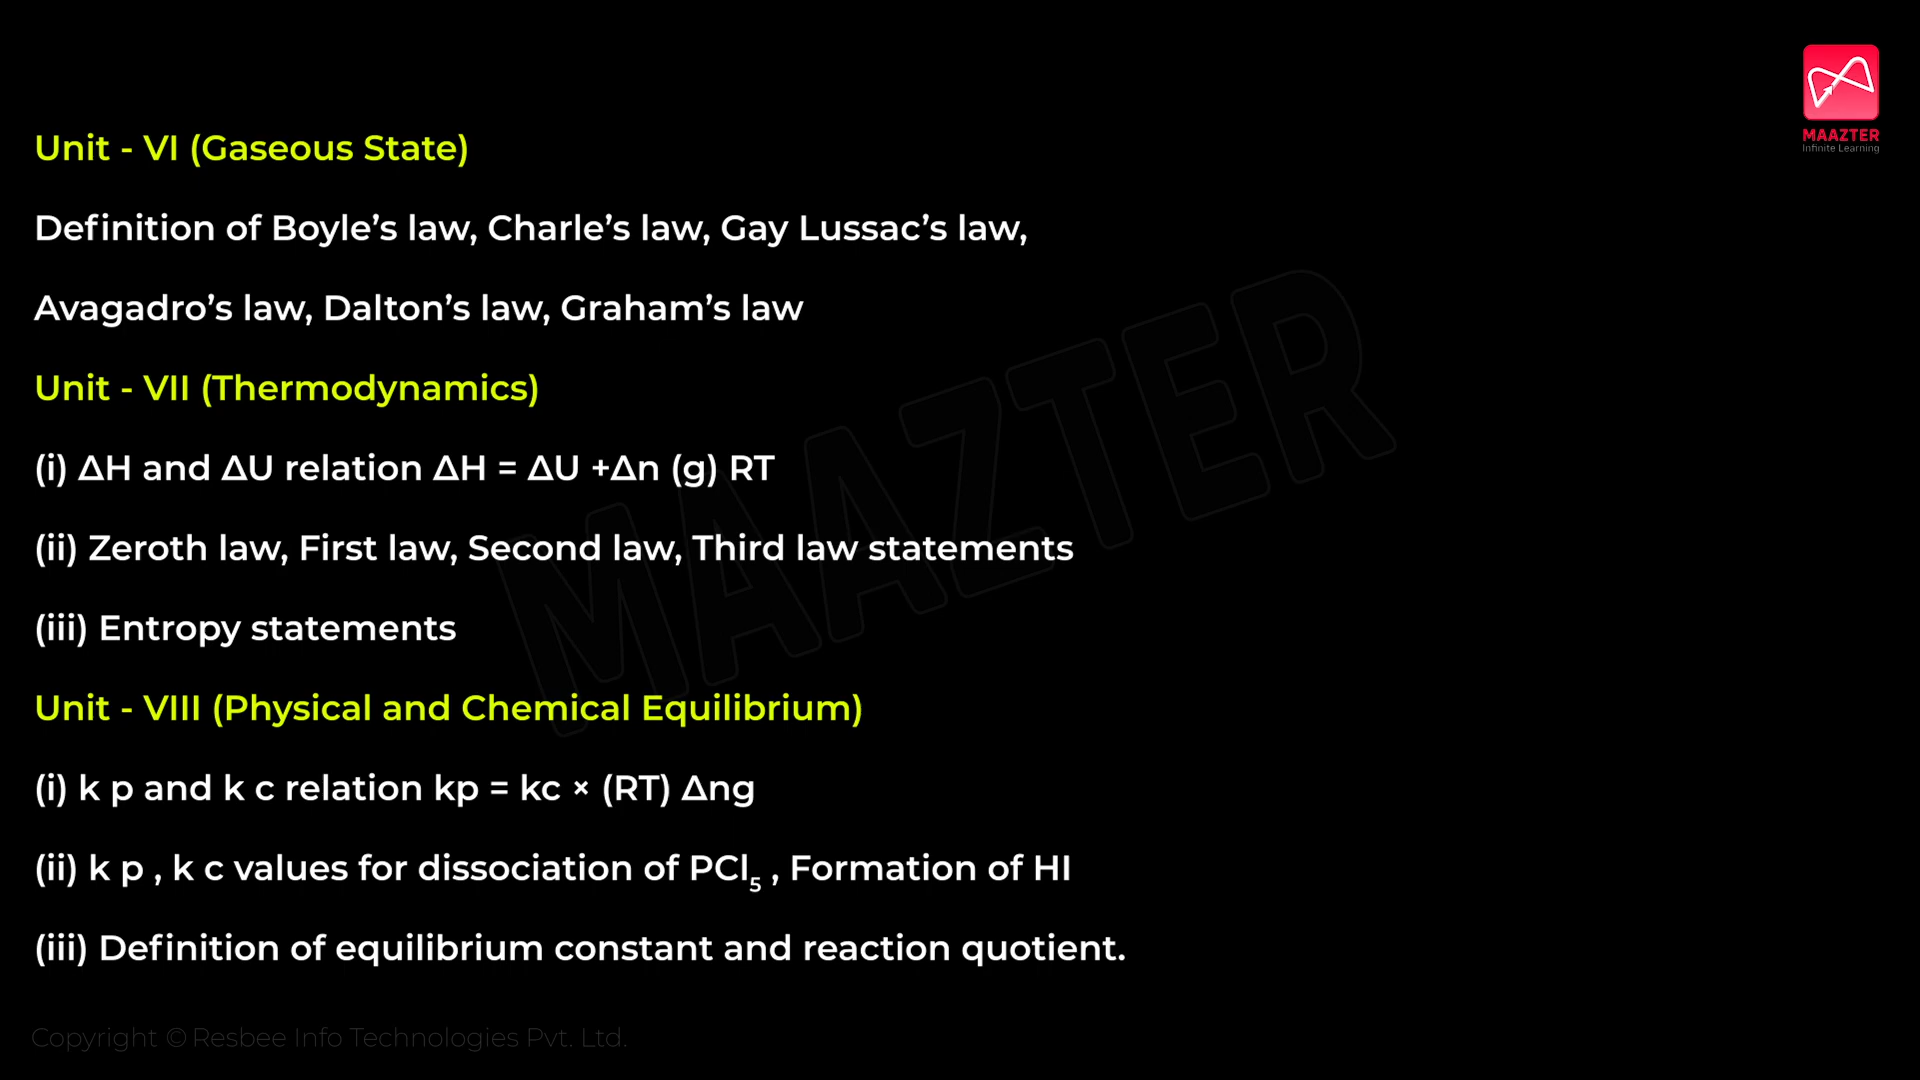 MAAZTER
Infinite Learning
Unit - VI (Gaseous State)
Definition of Boyle’s law, Charle’s law, Gay Lussac’s law,
Avagadro’s law, Dalton’s law, Graham’s law
Unit - VII (Thermodynamics)
(i) ΔH and ΔU relation ΔH = ΔU +Δn (g) RT
(ii) Zeroth law, First law, Second law, Third law statements
(iii) Entropy statements
Unit - VIII (Physical and Chemical Equilibrium)
(i) k p and k c relation kp = kc × (RT) Δng
(ii) k p , k c values for dissociation of PCl₅ , Formation of HI
(iii) Definition of equilibrium constant and reaction quotient.
MAAZTER
Copyright © Resbee Info Technologies Pvt. Ltd.